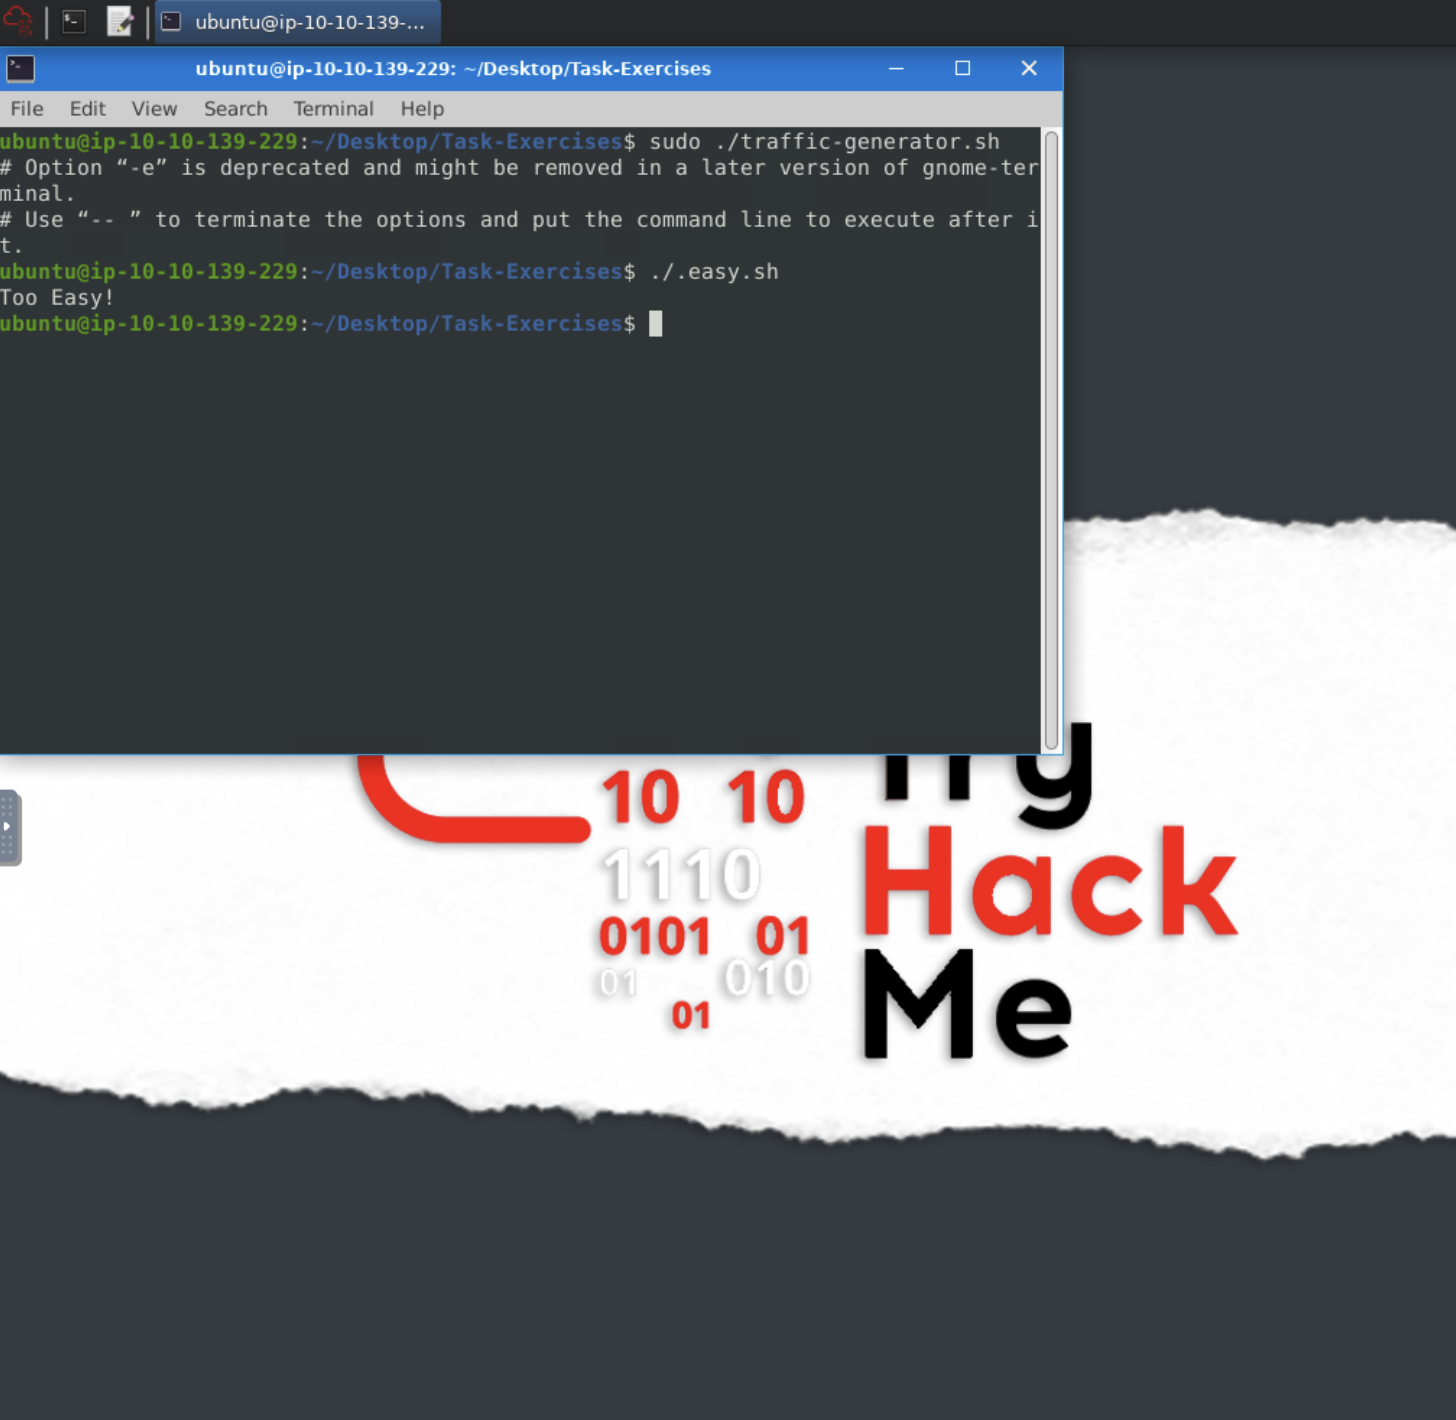 ubuntu@ip-10-10-139-...
ubuntu@ip-10-10-139-229: ~/Desktop/Task-Exercises
File Edit View Search Terminal Help
ubuntu@ip-10-10-139-229:~/Desktop/Task-Exercises$ sudo ./traffic-generator.sh
# Option “-e” is deprecated and might be removed in a later version of gnome-ter
minal.
# Use “-- ” to terminate the options and put the command line to execute after i
t.
ubuntu@ip-10-10-139-229:~/Desktop/Task-Exercises$ ./.easy.sh
Too Easy!
ubuntu@ip-10-10-139-229:~/Desktop/Task-Exercises$
10 10
1110
0101 01
01 010
01
Try
Hack
Me